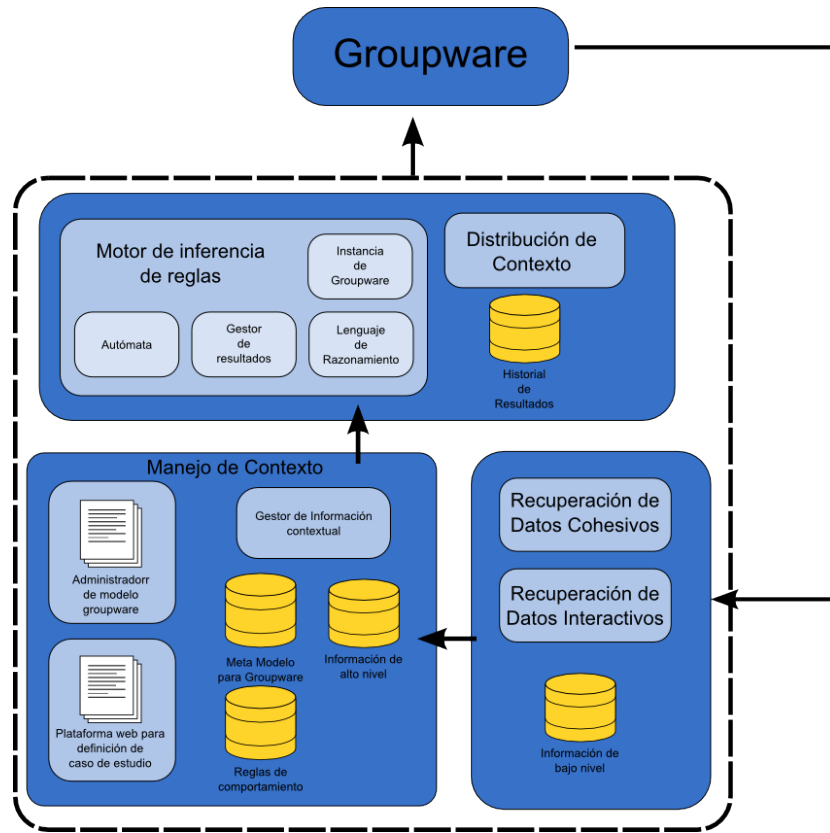 Groupware
Motor de inferencia
de reglas
Instancia
de
Groupware
Autómata
Gestor
de
resultados
Lenguaje
de
Razonamiento
Distribución de
Contexto
Historial
de
Resultados
Manejo de Contexto
Administradorr
de modelo
groupware
Gestor de Información
contextual
Meta Modelo
para Groupware
Información de
alto nivel
Plataforma web para
definición de
caso de estudio
Reglas de
comportamiento
Recuperación de
Datos Cohesivos
Recuperación de
Datos Interactivos
Información de
bajo nivel